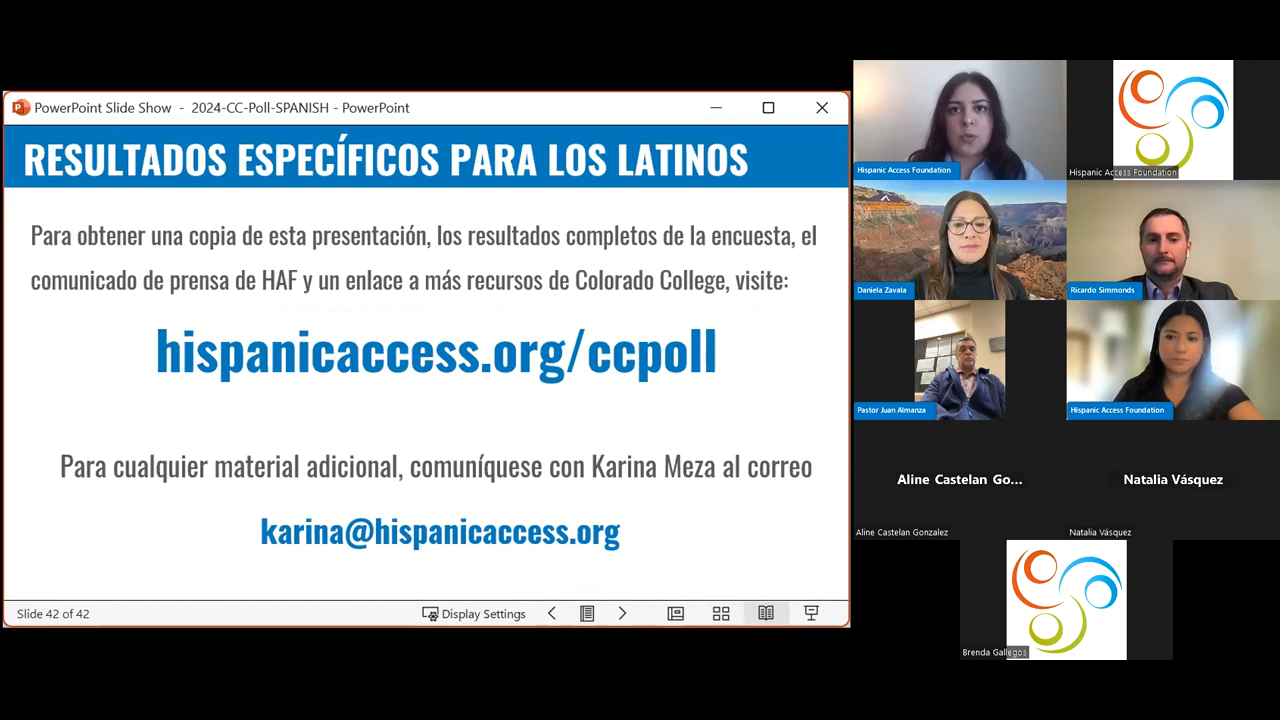 PowerPoint Slide Show - 2024-CC-Poll-SPANISH - PowerPoint
RESULTADOS ESPECÍFICOS PARA LOS LATINOS
Para obtener una copia de esta presentación, los resultados completos de la encuesta, el
comunicado de prensa de HAF y un enlace a más recursos de Colorado College, visite:
hispanicaccess.org/ccpoll
Para cualquier material adicional, comuníquese con Karina Meza al correo
karina@hispanicaccess.org
Slide 42 of 42
Display Settings
Hispanic Access Foundation
Hispanic Access Foundation
Daniela Zavala
Ricardo Simmonds
Pastor Juan Almanza
Hispanic Access Foundation
Aline Castelan Go...
Natalia Vásquez
Aline Castelan Gonzalez
Natalia Vásquez
Brenda Gallegos